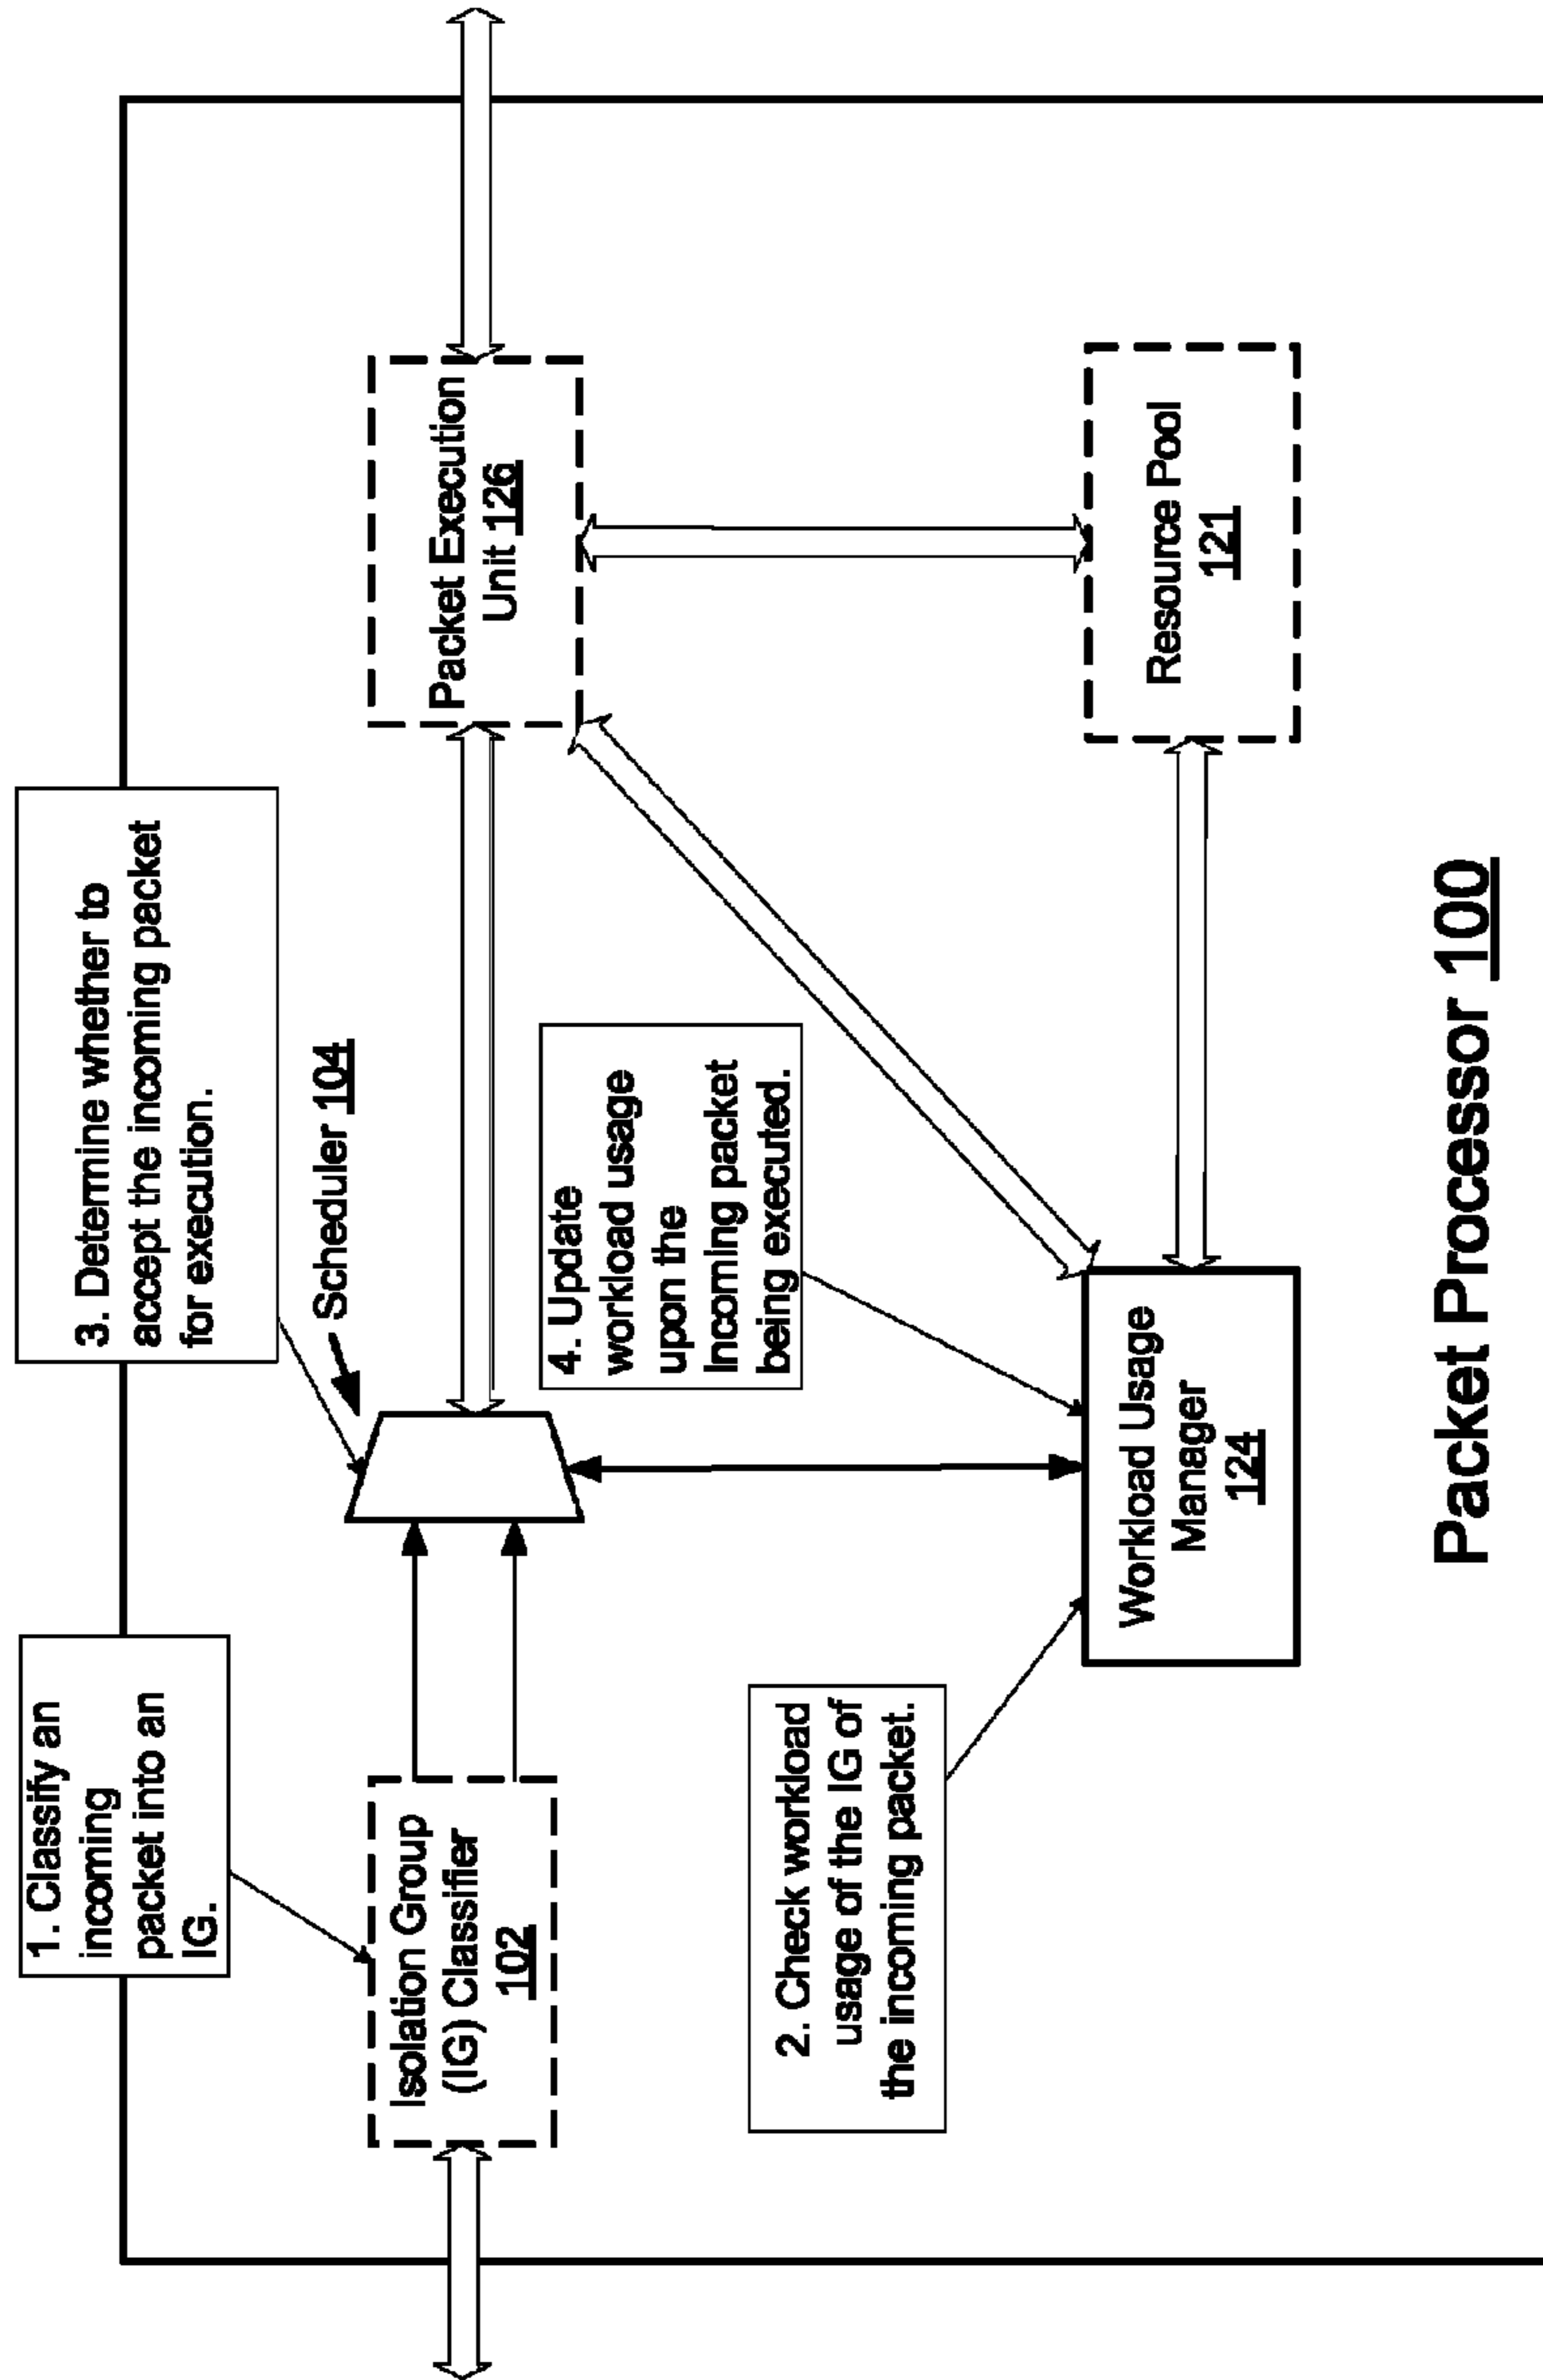 1. Classify an
incoming
packet into an
IG.
3. Determine whether to
accept the incoming packet
for execution.
Scheduler 104
Isolation Group
(IG) Classifier
102
Packet Execution
Unit 126
4. Update
workload usage
upon the
Incoming packet
being executed.
2. Check workload
usage of the IG of
the incoming packet.
Workload Usage
Manager
124
Resource Pool
121
Packet Processor 100